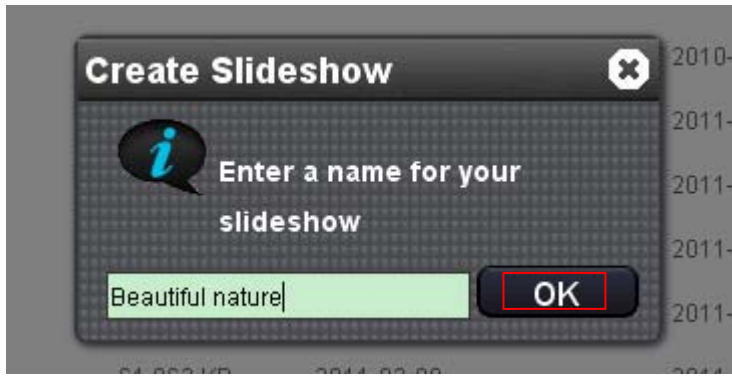 Create Slideshow
2010-
2011-
Enter a name for your
2011-
slideshow
2011-
Beautiful nature
OK
2011-